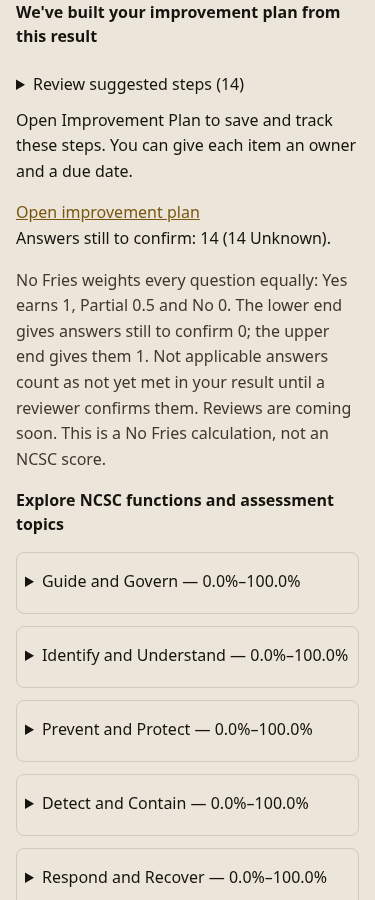 We've built your improvement plan from
this result
Review suggested steps (14)
Open Improvement Plan to save and track
these steps. You can give each item an owner
and a due date.
Open improvement plan
Answers still to confirm: 14 (14 Unknown).
No Fries weights every question equally: Yes
earns 1, Partial 0.5 and No 0. The lower end
gives answers still to confirm 0; the upper
end gives them 1. Not applicable answers
count as not yet met in your result until a
reviewer confirms them. Reviews are coming
soon. This is a No Fries calculation, not an
NCSC score.
Explore NCSC functions and assessment
topics
Guide and Govern — 0.0%–100.0%
Identify and Understand — 0.0%–100.0%
Prevent and Protect — 0.0%–100.0%
Detect and Contain — 0.0%–100.0%
Respond and Recover — 0.0%–100.0%